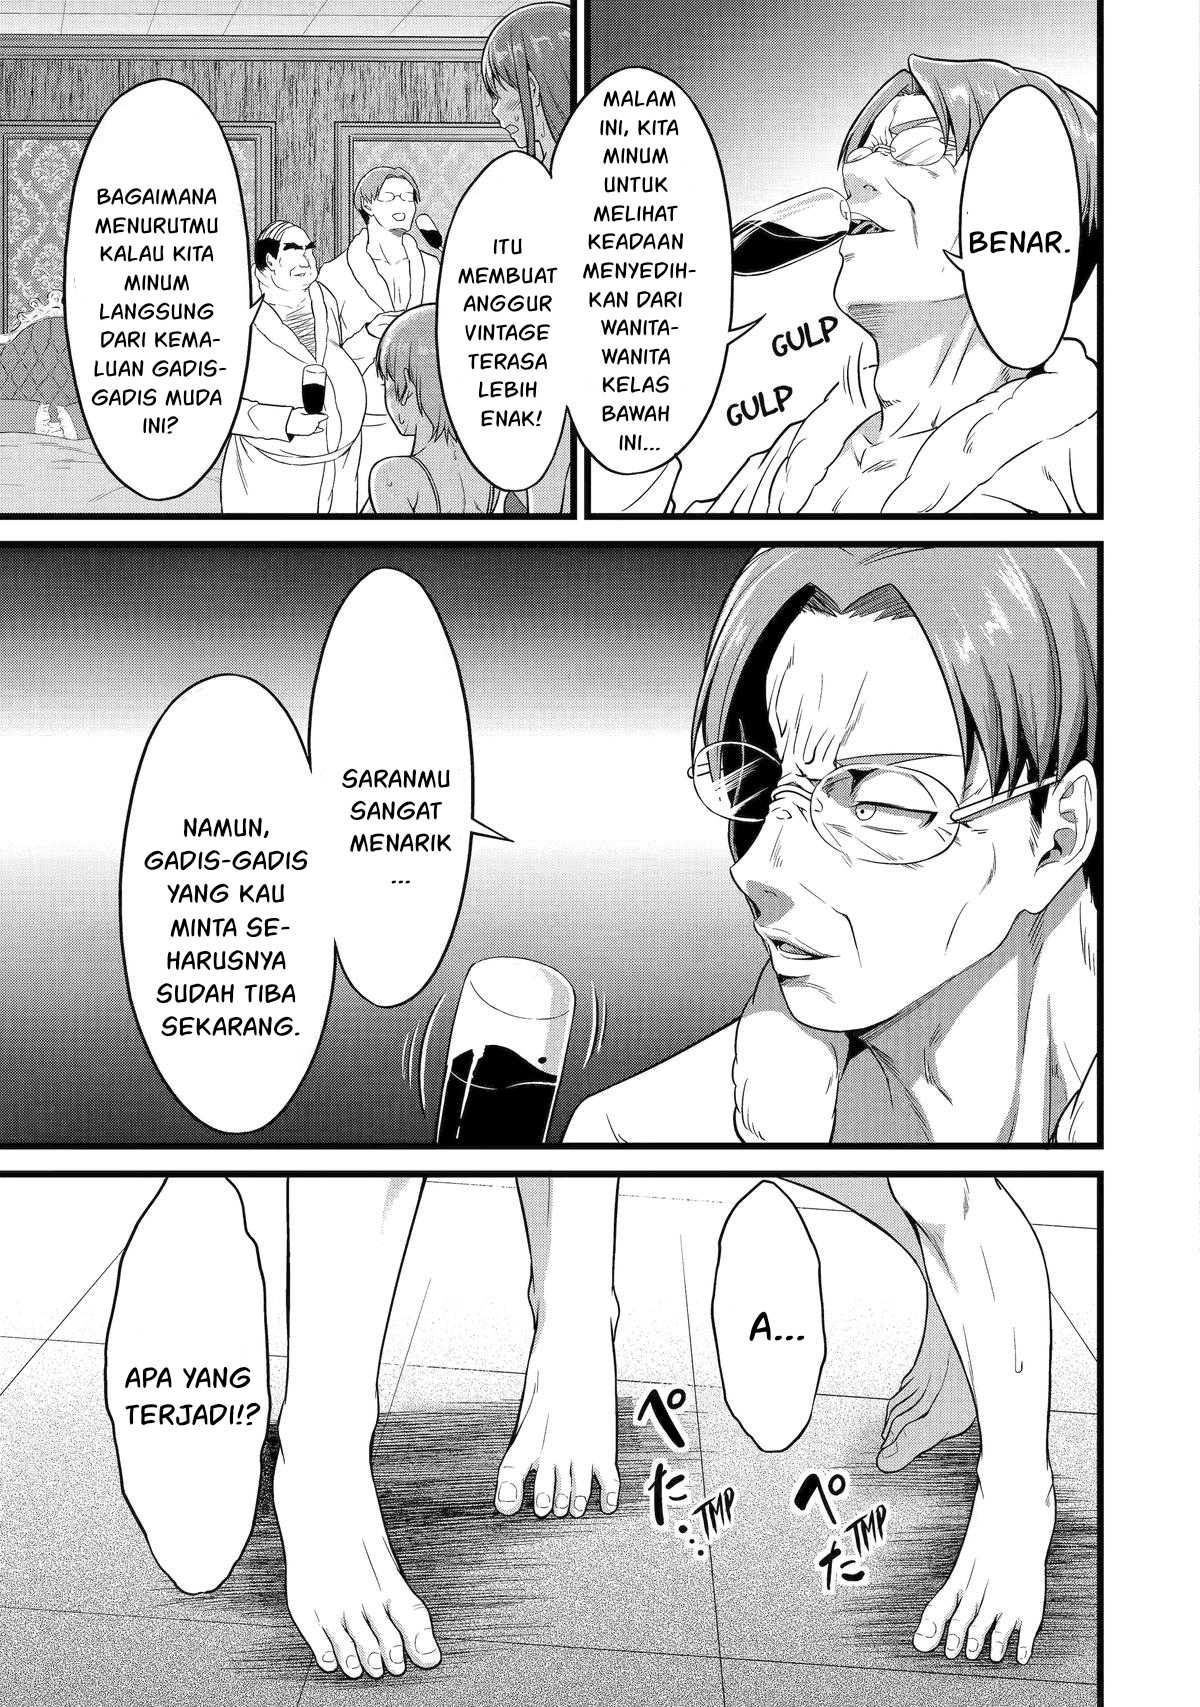 BENAR.
MALAM
INI, KITA
MINUM
UNTUK
MELIHAT
KEADAAN
MENYEDIH-
KAN DARI
WANITA-
WANITA
KELAS
BAWAH
INI...
GULP
GULP
ITU
MEMBUAT
ANGGUR
VINTAGE
TERASA
LEBIH
ENAK!
BAGAIMANA
MENURUTMU
KALAU KITA
MINUM
LANGSUNG
DARI KEMA-
LUAN GADIS-
GADIS MUDA
INI?
SARANMU
SANGAT
MENARIK
...
NAMUN,
GADIS-GADIS
YANG KAU
MINTA SE-
HARUSNYA
SUDAH TIBA
SEKARANG.
A...
ぺた
TMP
ぺた...
TMP
APA YANG
TERJADI!?